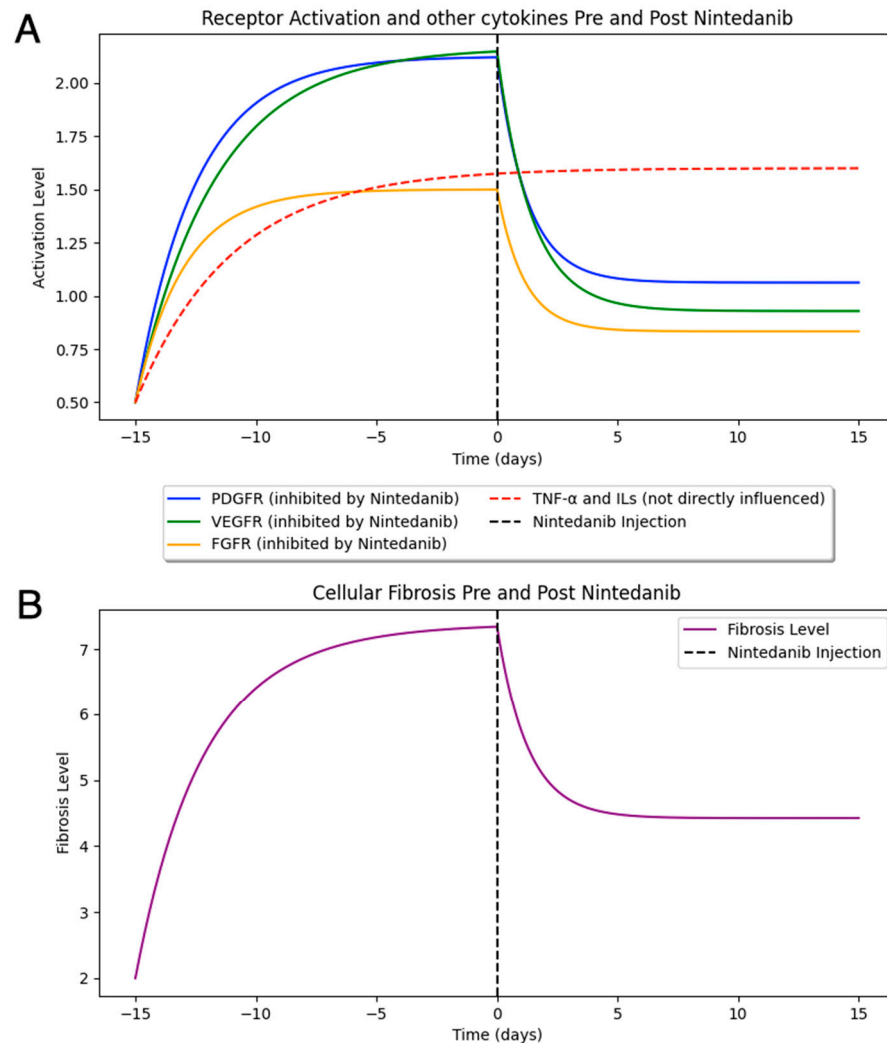 A
Receptor Activation and other cytokines Pre and Post Nintedanib
Activation Level
2.00
1.75
1.50
1.25
1.00
0.75
0.50
−15
−10
−5
0
5
10
15
Time (days)
PDGFR (inhibited by Nintedanib)
VEGFR (inhibited by Nintedanib)
FGFR (inhibited by Nintedanib)
TNF-α and ILs (not directly influenced)
Nintedanib Injection
B
Cellular Fibrosis Pre and Post Nintedanib
Fibrosis Level
7
6
5
4
3
2
Fibrosis Level
Nintedanib Injection
−15
−10
−5
0
5
10
15
Time (days)